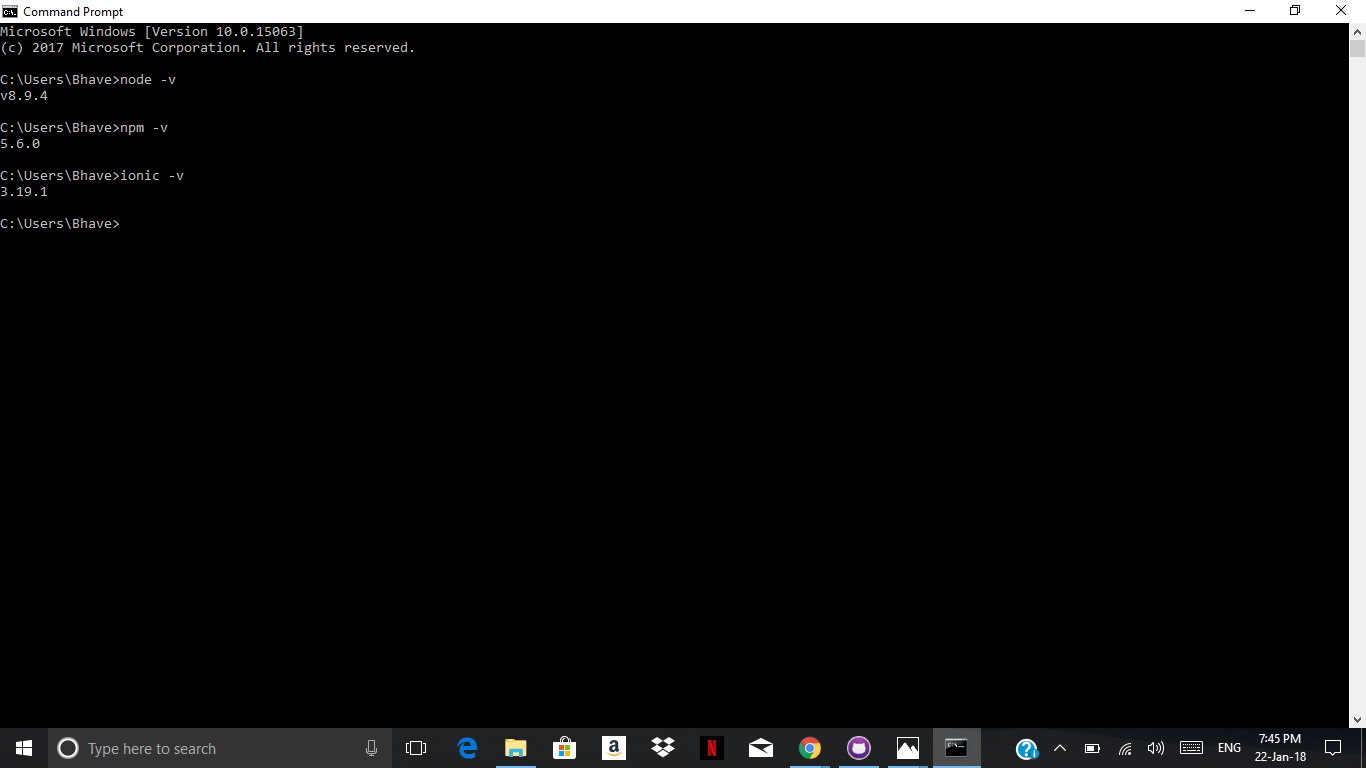 Command Prompt
Microsoft Windows [Version 10.0.15063]
(c) 2017 Microsoft Corporation. All rights reserved.
C:\Users\Bhave>node -v
v8.9.4
C:\Users\Bhave>npm -v
5.6.0
C:\Users\Bhave>ionic -v
3.19.1
C:\Users\Bhave>
Type here to search
ENG
7:45 PM
22-Jan-18